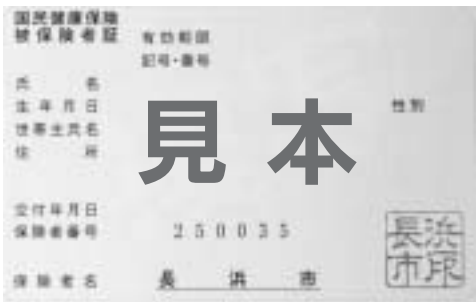 国民健康保険
被保険者証
有効期限
記号・番号
氏名
生年月日
性別
世帯主氏名
住所
見本
交付年月日
保険者番号 250035
保険者名 長浜市
長浜市印